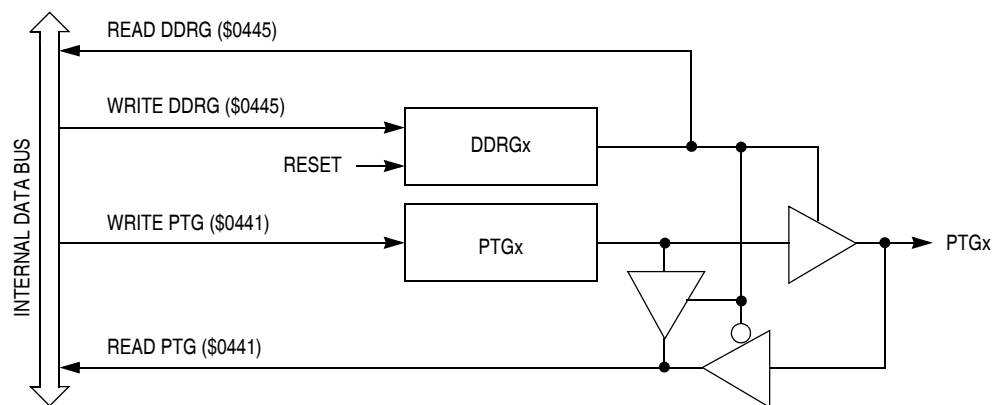 READ DDRG ($0445)
WRITE DDRG ($0445)
DDRGx
RESET
INTERNAL DATA BUS
WRITE PTG ($0441)
PTGx
PTGx
READ PTG ($0441)